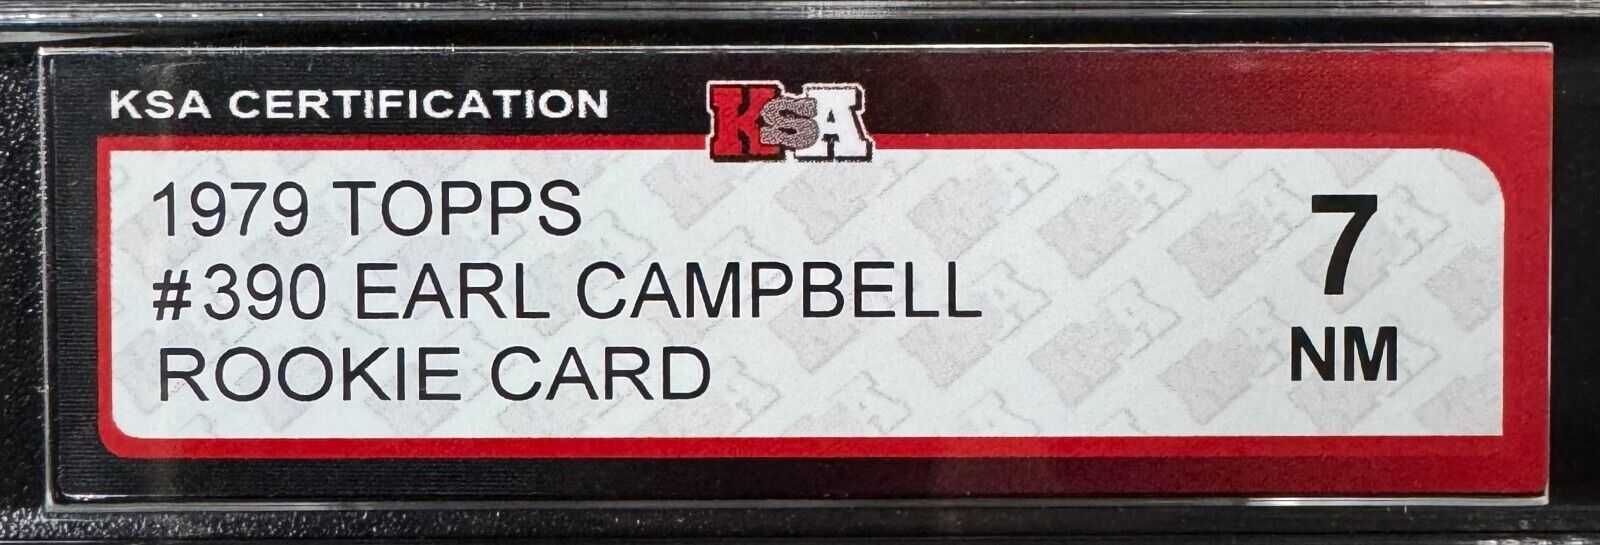 KSA CERTIFICATION
KSA
1979 TOPPS
#390 EARL CAMPBELL
ROOKIE CARD
7
NM